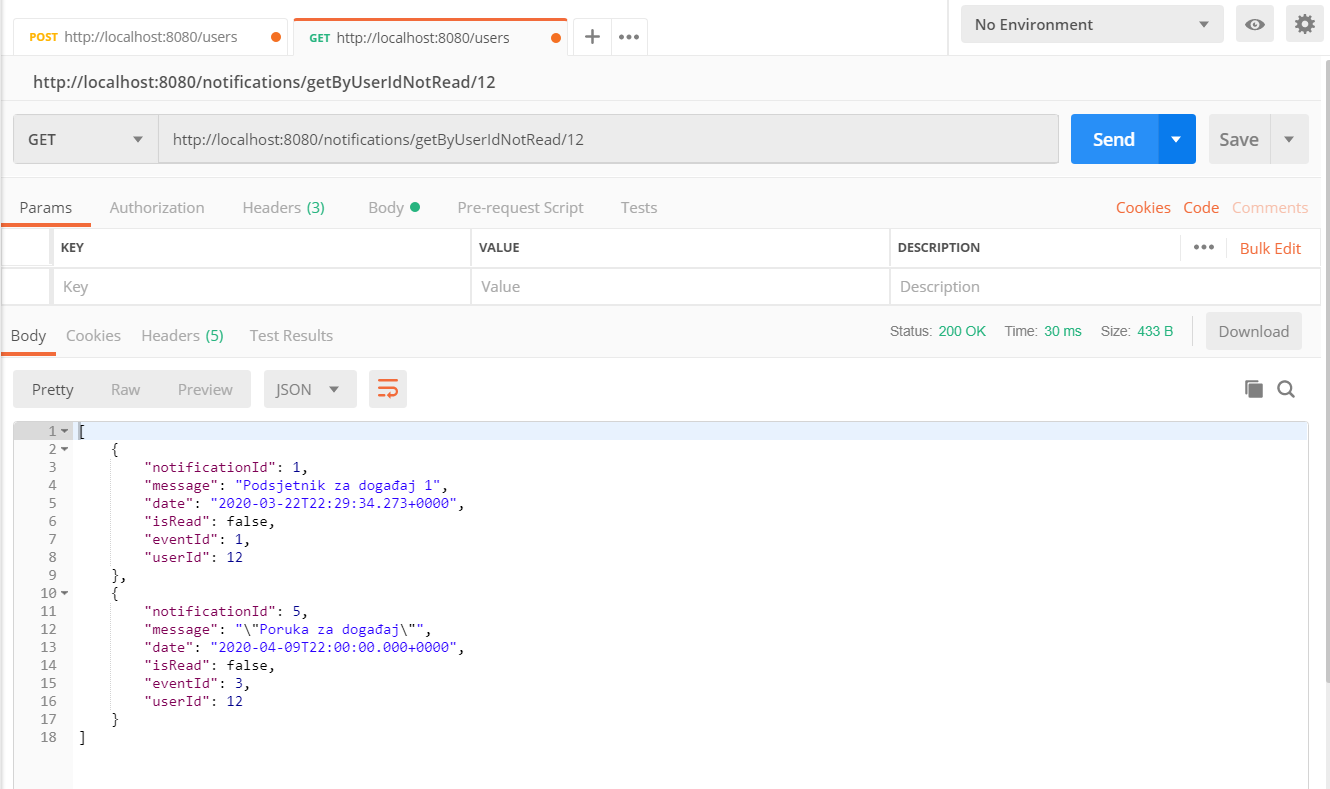 POST http://localhost:8080/users GET http://localhost:8080/users No Environment
http://localhost:8080/notifications/getByUserIdNotRead/12
GET http://localhost:8080/notifications/getByUserIdNotRead/12 Send Save
Params Authorization Headers (3) Body Pre-request Script Tests Cookies Code Comments
KEY VALUE DESCRIPTION Bulk Edit
Key Value Description
Body Cookies Headers (5) Test Results Status: 200 OK Time: 30 ms Size: 433 B Download
Pretty Raw Preview JSON
1 [
2 {
3 "notificationId": 1,
4 "message": "Podsjetnik za događaj 1",
5 "date": "2020-03-22T22:29:34.273+0000",
6 "isRead": false,
7 "eventId": 1,
8 "userId": 12
9 },
10 {
11 "notificationId": 5,
12 "message": "\"Poruka za događaj\"",
13 "date": "2020-04-09T22:00:00.000+0000",
14 "isRead": false,
15 "eventId": 3,
16 "userId": 12
17 }
18 ]